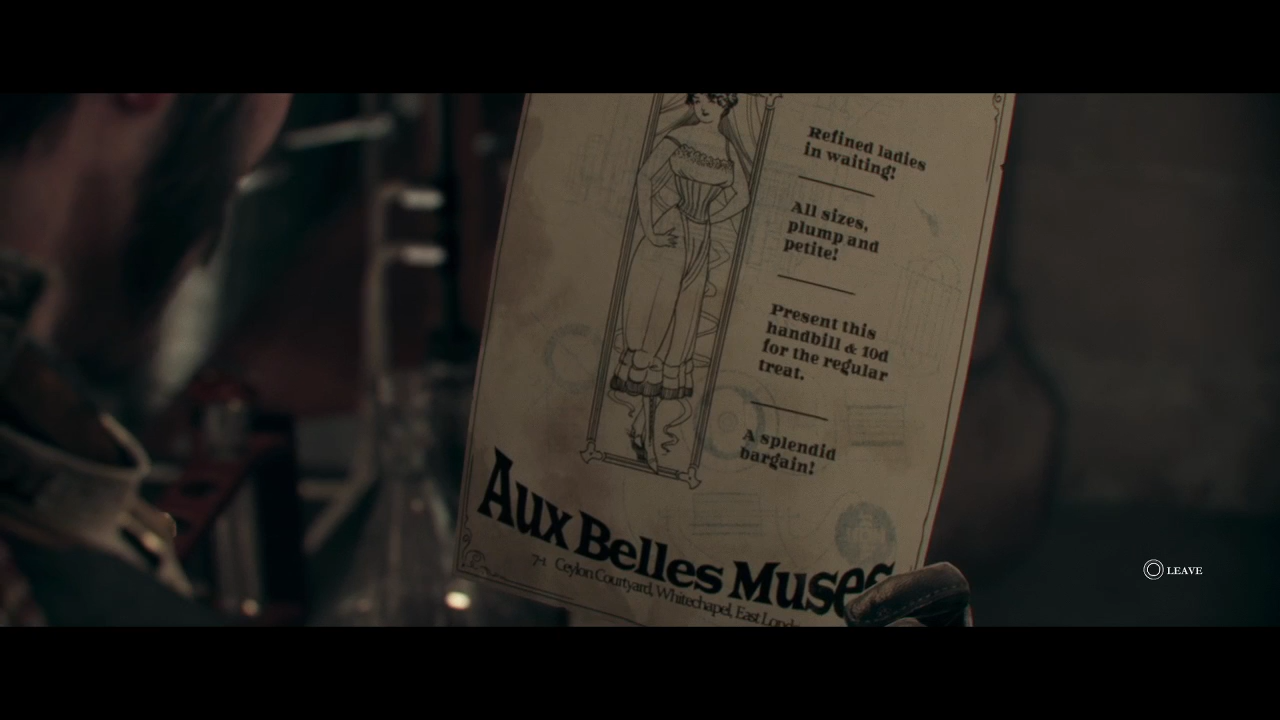 Refined ladies
in waiting!
All sizes,
plump and
petite!
Present this
handbill & 10d
for the regular
treat.
A splendid
bargain!
Aux Belles Muses
71 Ceylon Courtyard, Whitechapel, East
LEAVE